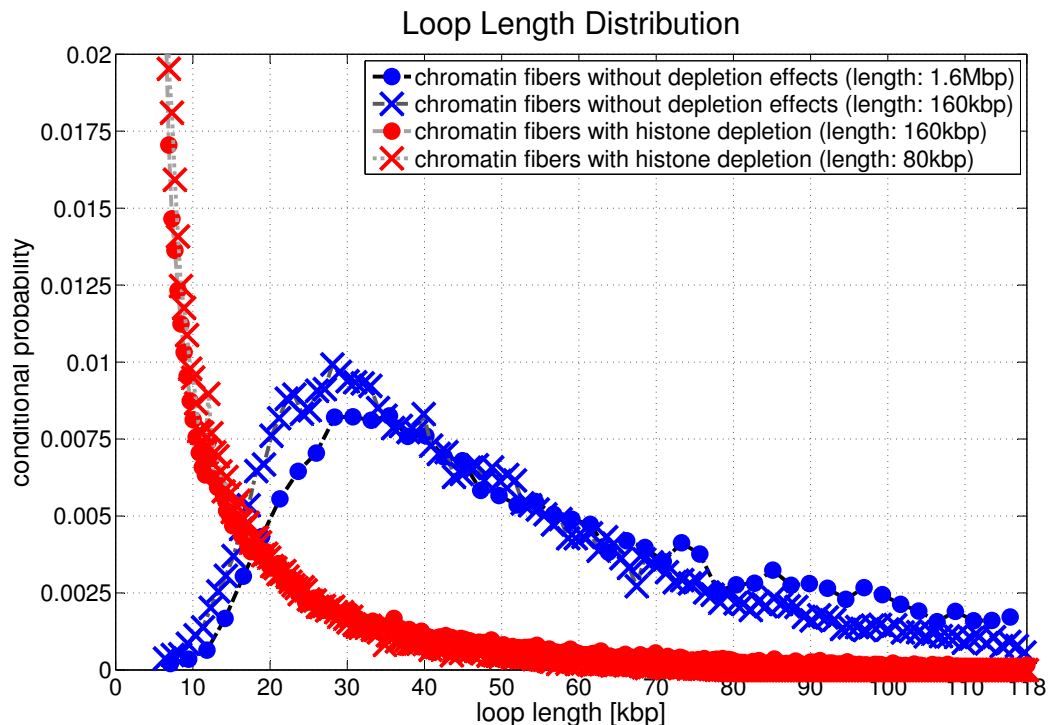 Loop Length Distribution
0.02
0.0175
0.015
0.0125
0.01
0.0075
0.005
0.0025
0
conditional probability
chromatin fibers without depletion effects (length: 1.6Mbp)
chromatin fibers without depletion effects (length: 160kbp)
chromatin fibers with histone depletion (length: 160kbp)
chromatin fibers with histone depletion (length: 80kbp)
0 10 20 30 40 50 60 70 80 90 100 110 118
loop length [kbp]